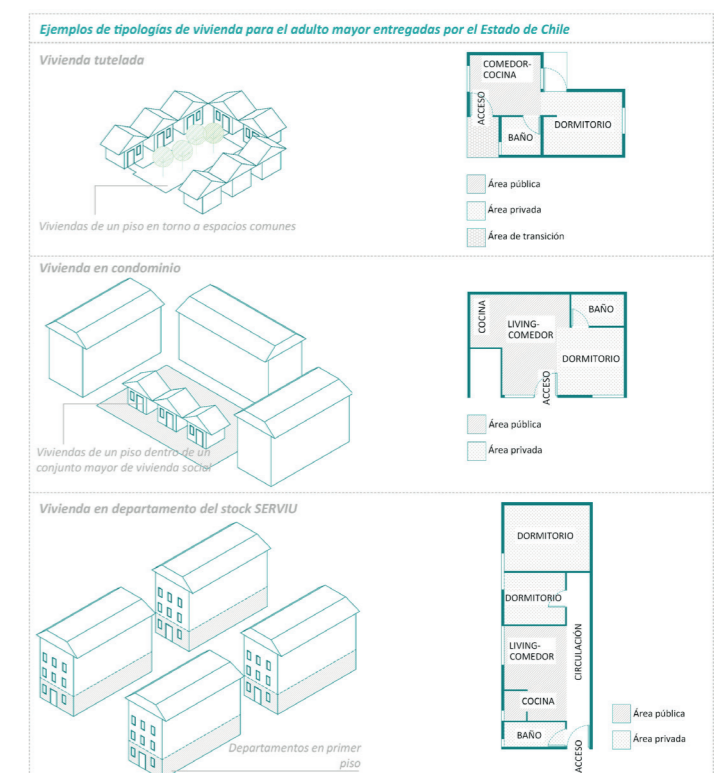 Ejemplos de tipologías de vivienda para el adulto mayor entregadas por el Estado de Chile
Vivienda tutelada
Viviendas de un piso en torno a espacios comunes
COMEDOR-
COCINA
ACCESO
BAÑO
DORMITORIO
Área pública
Área privada
Área de transición
Vivienda en condominio
Viviendas de un piso dentro de un
conjunto mayor de vivienda social
COCINA
LIVING-
COMEDOR
BAÑO
DORMITORIO
ACCESO
Área pública
Área privada
Vivienda en departamento del stock SERVIU
Departamentos en primer
piso
DORMITORIO
DORMITORIO
LIVING-
COMEDOR
CIRCULACIÓN
COCINA
BAÑO
ACCESO
Área pública
Área privada